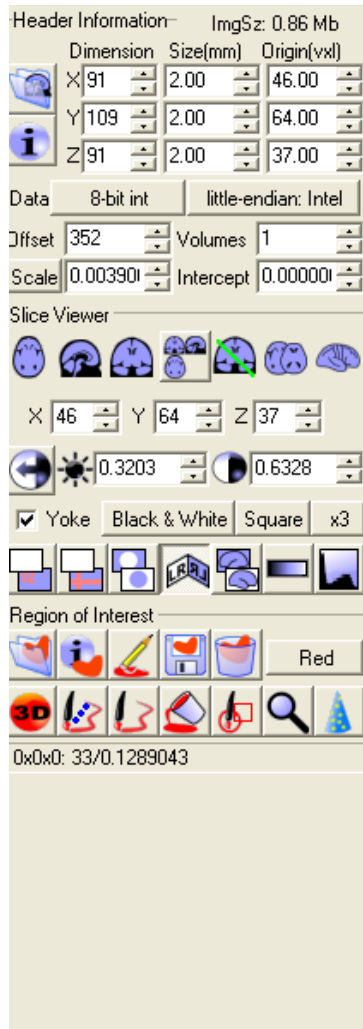 Header Information ImgSz: 0.86 Mb
Dimension Size(mm) Origin(vxl)
X 91 2.00 46.00
Y 109 2.00 64.00
Z 91 2.00 37.00
Data 8-bit int little-endian: Intel
Offset 352 Volumes 1
Scale 0.00390 Intercept 0.00000
Slice Viewer
X 46 Y 64 Z 37
0.3203 0.6328
Yoke Black & White Square x3
Region of Interest
Red
3D
0x0x0: 33/0.1289043